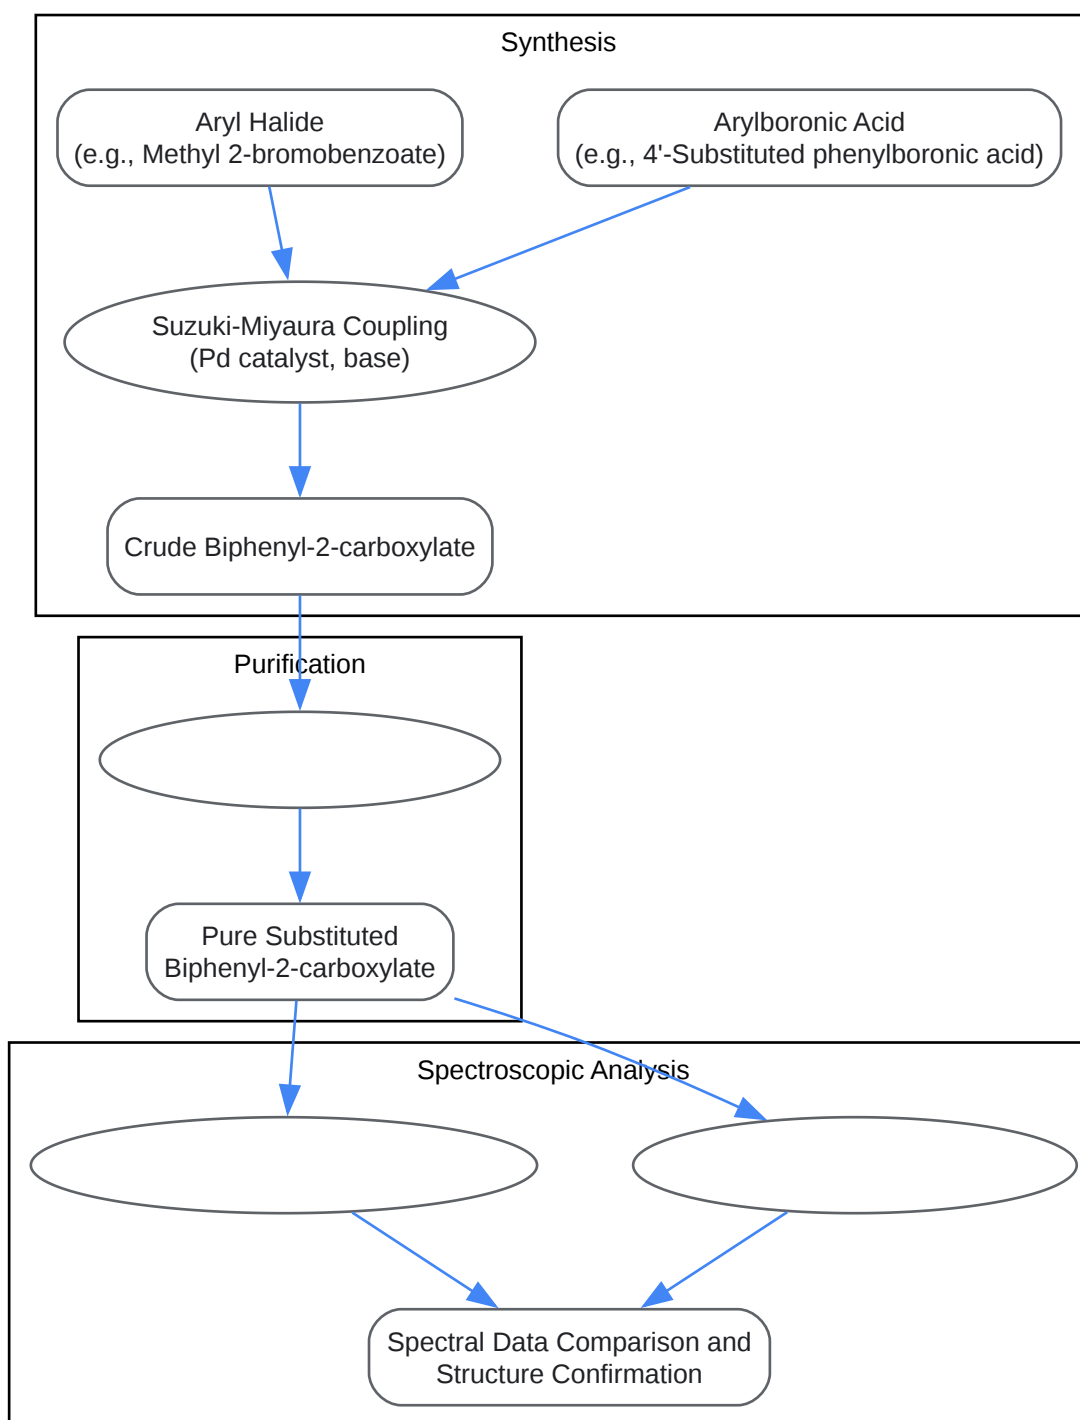 Synthesis
Aryl Halide
(e.g., Methyl 2-bromobenzoate)
Arylboronic Acid
(e.g., 4'-Substituted phenylboronic acid)
Suzuki-Miyaura Coupling
(Pd catalyst, base)
Crude Biphenyl-2-carboxylate
Purification
Pure Substituted
Biphenyl-2-carboxylate
Spectroscopic Analysis
Spectral Data Comparison and
Structure Confirmation